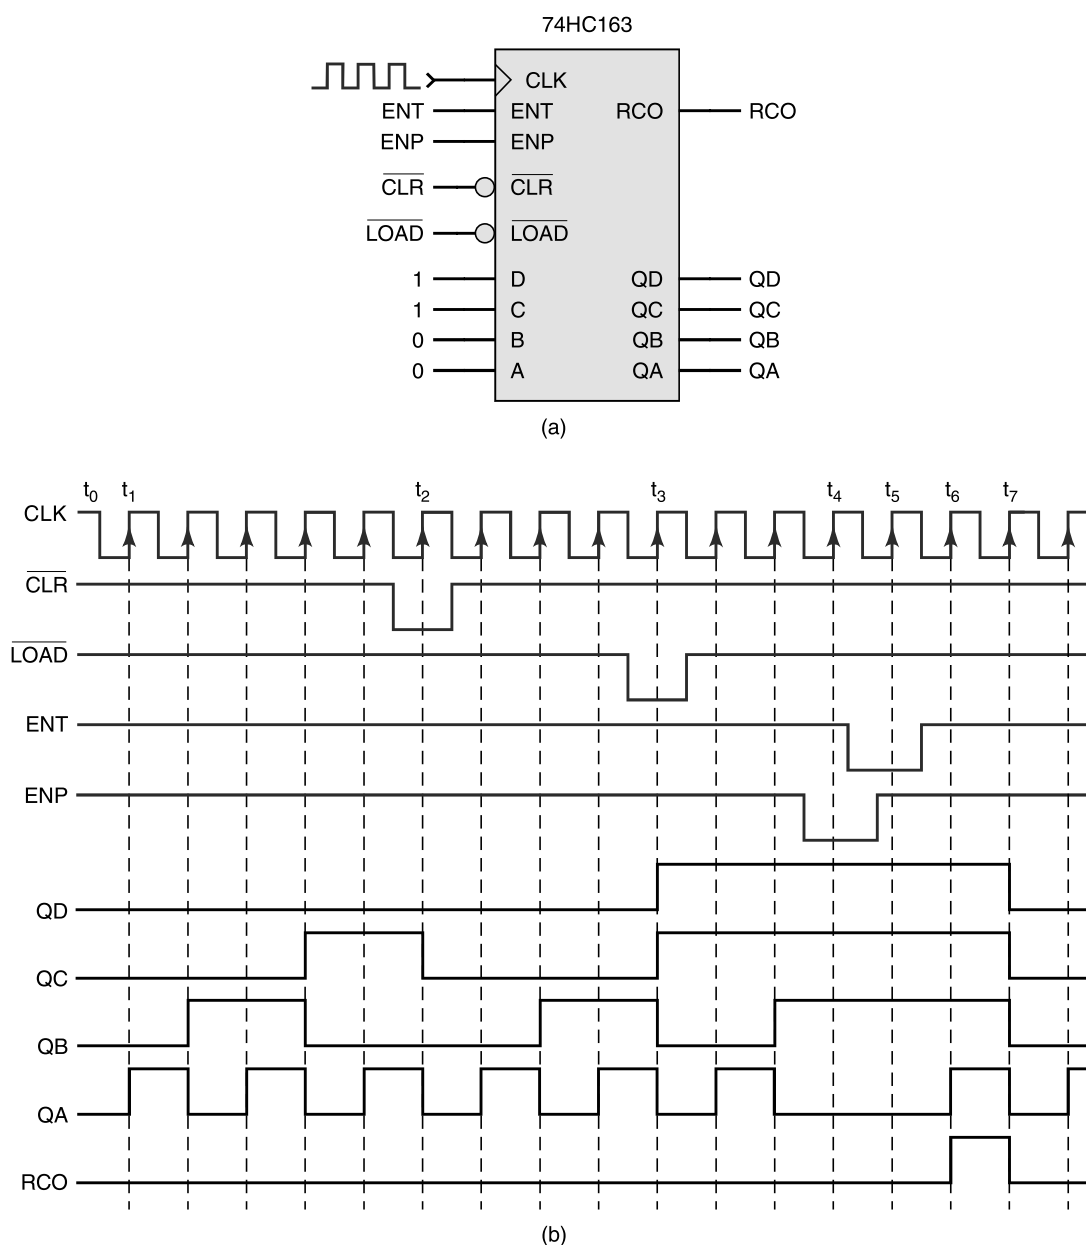 74HC163
CLK
ENT ENT RCO RCO
ENP ENP
CLR CLR
LOAD LOAD
1 D QD QD
1 C QC QC
0 B QB QB
0 A QA QA
(a)
t0 t1 t2 t3 t4 t5 t6 t7
CLK
CLR
LOAD
ENT
ENP
QD
QC
QB
QA
RCO
(b)